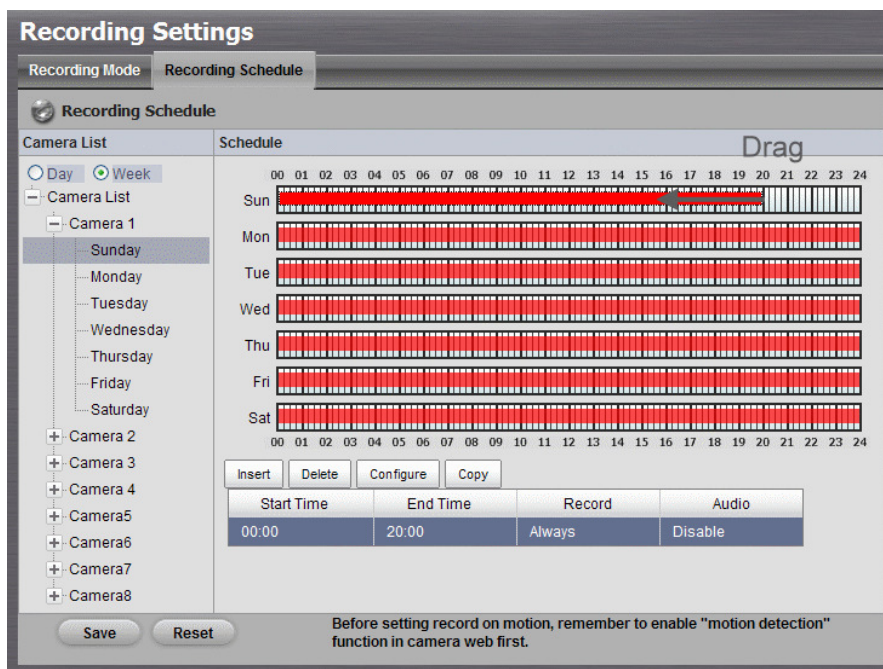 Recording Settings
Recording Mode Recording Schedule
Recording Schedule
Camera List Schedule
Drag
Day Week
Camera List
Camera 1
Sunday
Monday
Tuesday
Wednesday
Thursday
Friday
Saturday
Camera 2
Camera 3
Camera 4
Camera5
Camera6
Camera7
Camera8
00 01 02 03 04 05 06 07 08 09 10 11 12 13 14 15 16 17 18 19 20 21 22 23 24
Sun
Mon
Tue
Wed
Thu
Fri
Sat
00 01 02 03 04 05 06 07 08 09 10 11 12 13 14 15 16 17 18 19 20 21 22 23 24
Insert Delete Configure Copy
Start Time End Time Record Audio
00:00 20:00 Always Disable
Save Reset
Before setting record on motion, remember to enable "motion detection"
function in camera web first.